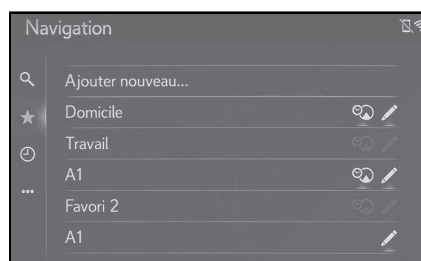 Navigation
Ajouter nouveau...
Domicile
Travail
A1
Favori 2
A1